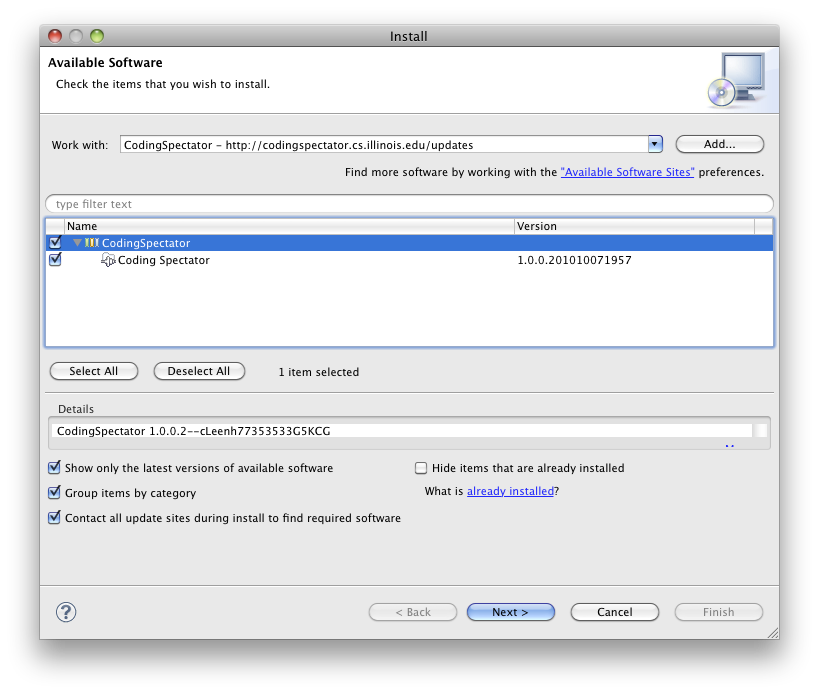 Install
Available Software
Check the items that you wish to install.
Work with: CodingSpectator - http://codingspectator.cs.illinois.edu/updates Add...
Find more software by working with the "Available Software Sites" preferences.
type filter text
Name Version
CodingSpectator
Coding Spectator 1.0.0.201010071957
Select All Deselect All 1 item selected
Details
CodingSpectator 1.0.0.2--cLeenh77353533G5KCG
Show only the latest versions of available software Hide items that are already installed
Group items by category What is already installed?
Contact all update sites during install to find required software
? < Back Next > Cancel Finish